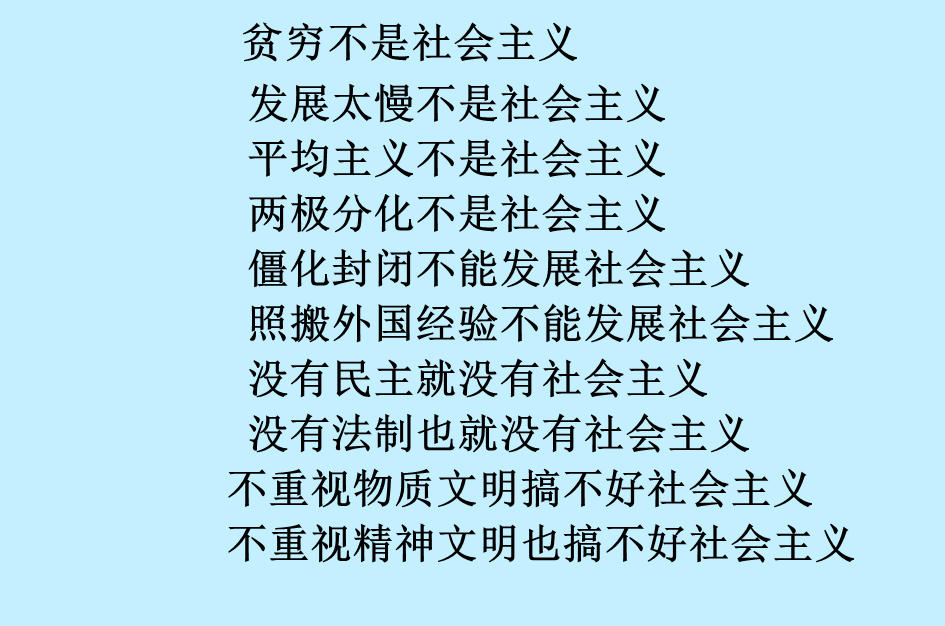 贫穷不是社会主义
发展太慢不是社会主义
平均主义不是社会主义
两极分化不是社会主义
僵化封闭不能发展社会主义
照搬外国经验不能发展社会主义
没有民主就没有社会主义
没有法制也就没有社会主义
不重视物质文明搞不好社会主义
不重视精神文明也搞不好社会主义